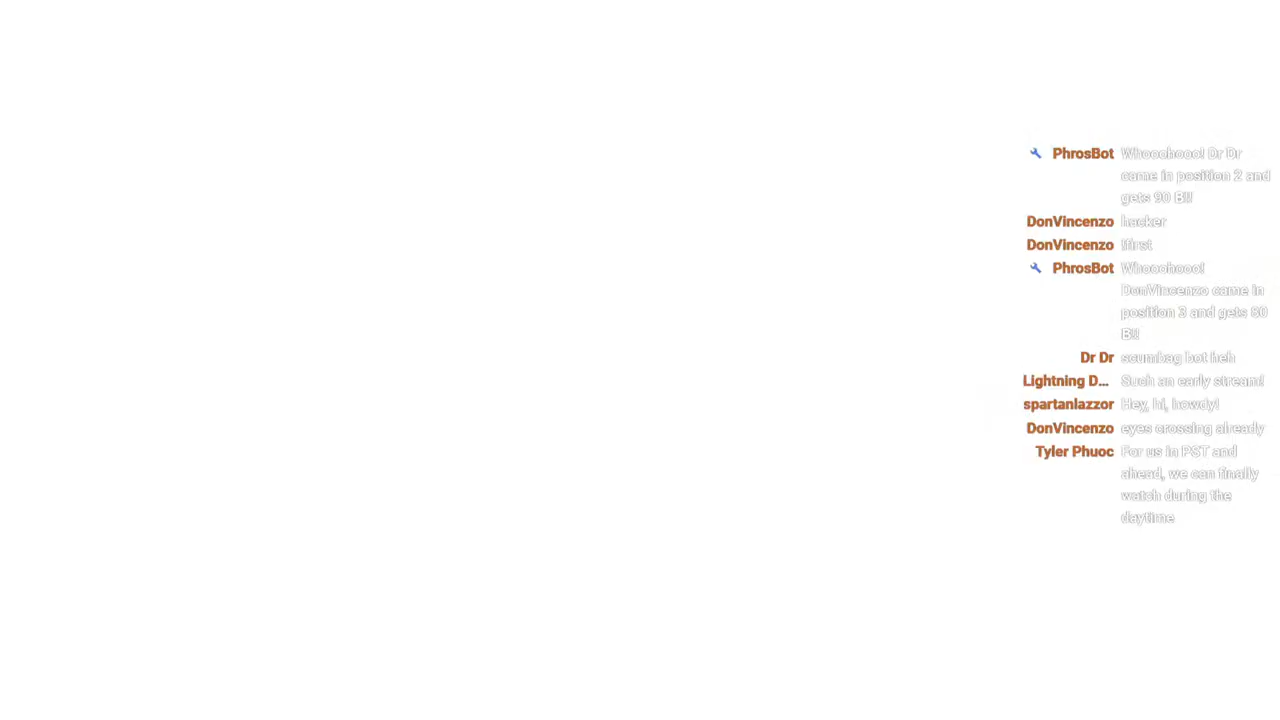 PhrosBot Whooohooo! Dr Dr
came in position 2 and
gets 90 B!!
DonVincenzo hacker
DonVincenzo !first
PhrosBot Whooohooo!
DonVincenzo came in
position 3 and gets 80
B!!
Dr Dr scumbag bot heh
Lightning D... Such an early stream!
spartanlazzor Hey, hi, howdy!
DonVincenzo eyes crossing already
Tyler Phuoc For us in PST and
ahead, we can finally
watch during the
daytime